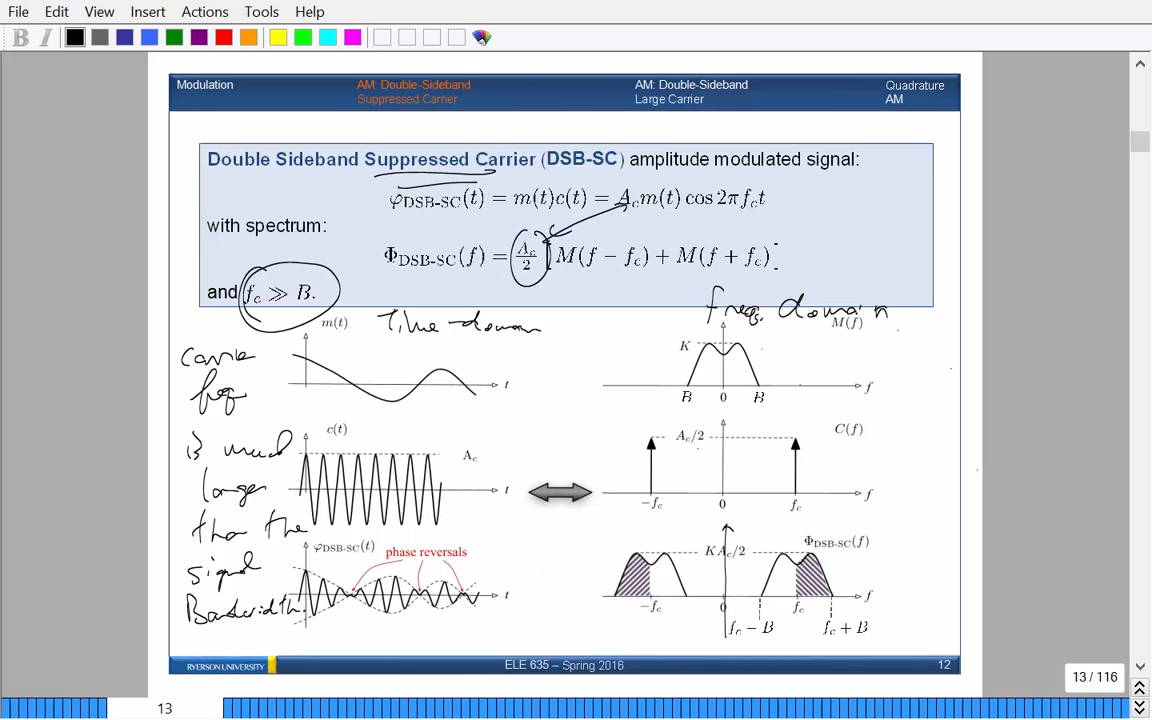 File Edit View Insert Actions Tools Help
B I
Modulation
AM: Double-Sideband
Suppressed Carrier
AM: Double-Sideband
Large Carrier
Quadrature
AM
Double Sideband Suppressed Carrier (DSB-SC) amplitude modulated signal:
φDSB-SC(t) = m(t)c(t) = Acm(t) cos 2πfct
with spectrum:
ΦDSB-SC(f) = Ac/2 [M(f − fc) + M(f + fc)]
and fc ≫ B.
time-domain
freq. domain
m(t)
t
M(f)
K
B 0 B
f
carrier
freq
is much
larger
than the
signal
Bandwidth.
c(t)
Ac
t
Ac/2
C(f)
−fc 0 fc
f
φDSB-SC(t)
phase reversals
t
KAc/2
ΦDSB-SC(f)
−fc 0 fc
f
fc − B fc + B
RYERSON UNIVERSITY
ELE 635 – Spring 2016
12
13 / 116
13